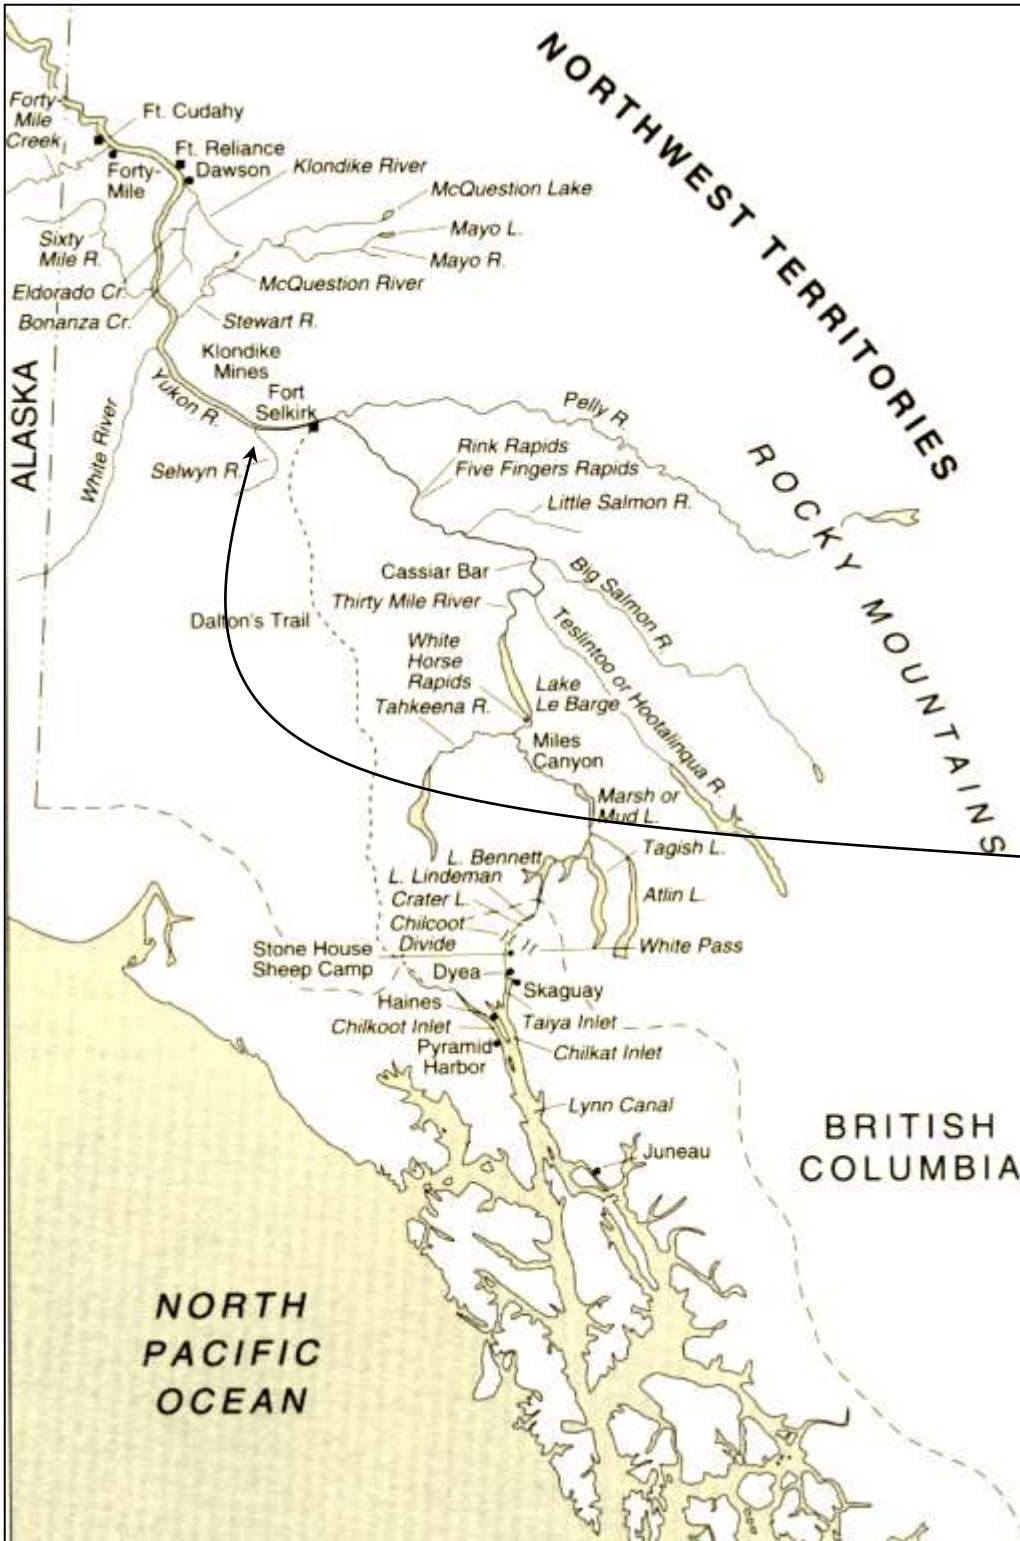 NORTHWEST TERRITORIES
Forty-
Mile
Creek
Ft. Cudahy
Ft. Reliance
Forty-
Mile
Dawson
Klondike River
McQuestion Lake
Mayo L.
Mayo R.
Sixty
Mile R.
McQuestion River
Eldorado Cr.
Bonanza Cr.
Stewart R.
Klondike
Mines
ALASKA
Yukon R.
Fort
Selkirk
White River
Selwyn R.
Pelly R.
Rink Rapids
Five Fingers Rapids
Little Salmon R.
ROCKY MOUNTAINS
Cassiar Bar
Big Salmon R.
Thirty Mile River
Teslintoo or Hootalinqua R.
Dalton's Trail
White
Horse
Rapids
Lake
Le Barge
Tahkeena R.
Miles
Canyon
Marsh or
Mud L.
Tagish L.
L. Bennett
L. Lindeman
Crater L.
Atlin L.
Chilcoot
Divide
White Pass
Stone House
Sheep Camp
Dyea
Skaguay
Haines
Taiya Inlet
Chilkoot Inlet
Pyramid
Harbor
Chilkat Inlet
Lynn Canal
Juneau
BRITISH
COLUMBIA
NORTH
PACIFIC
OCEAN